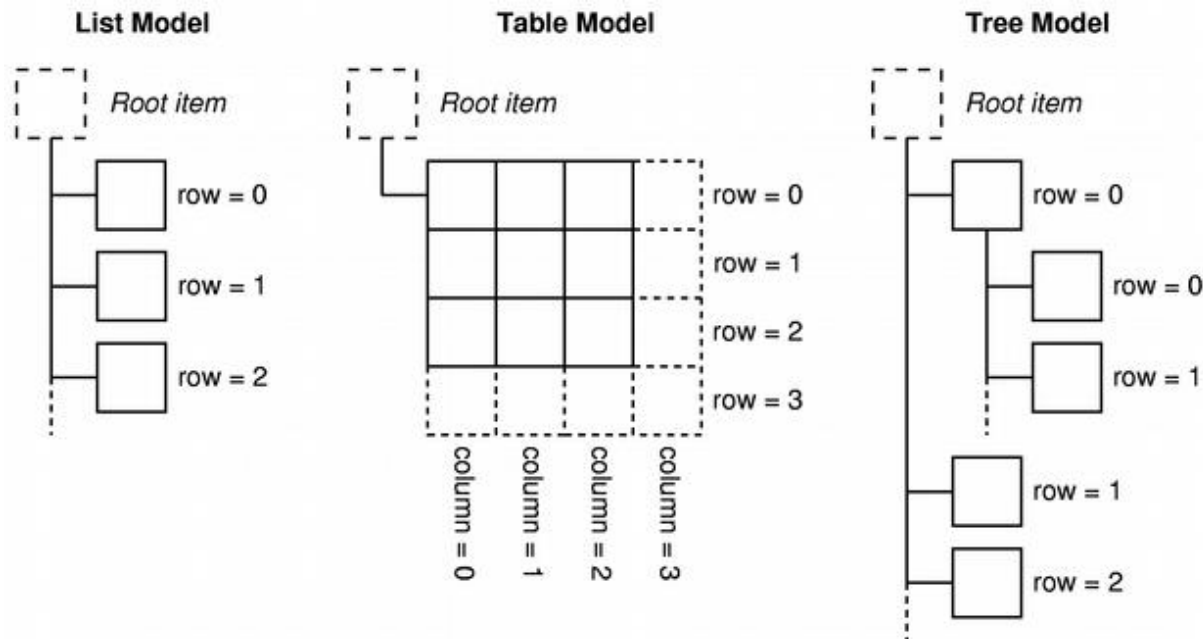 List Model
Root item
row = 0
row = 1
row = 2
Table Model
Root item
row = 0
row = 1
row = 2
row = 3
column = 0
column = 1
column = 2
column = 3
Tree Model
Root item
row = 0
row = 0
row = 1
row = 1
row = 2